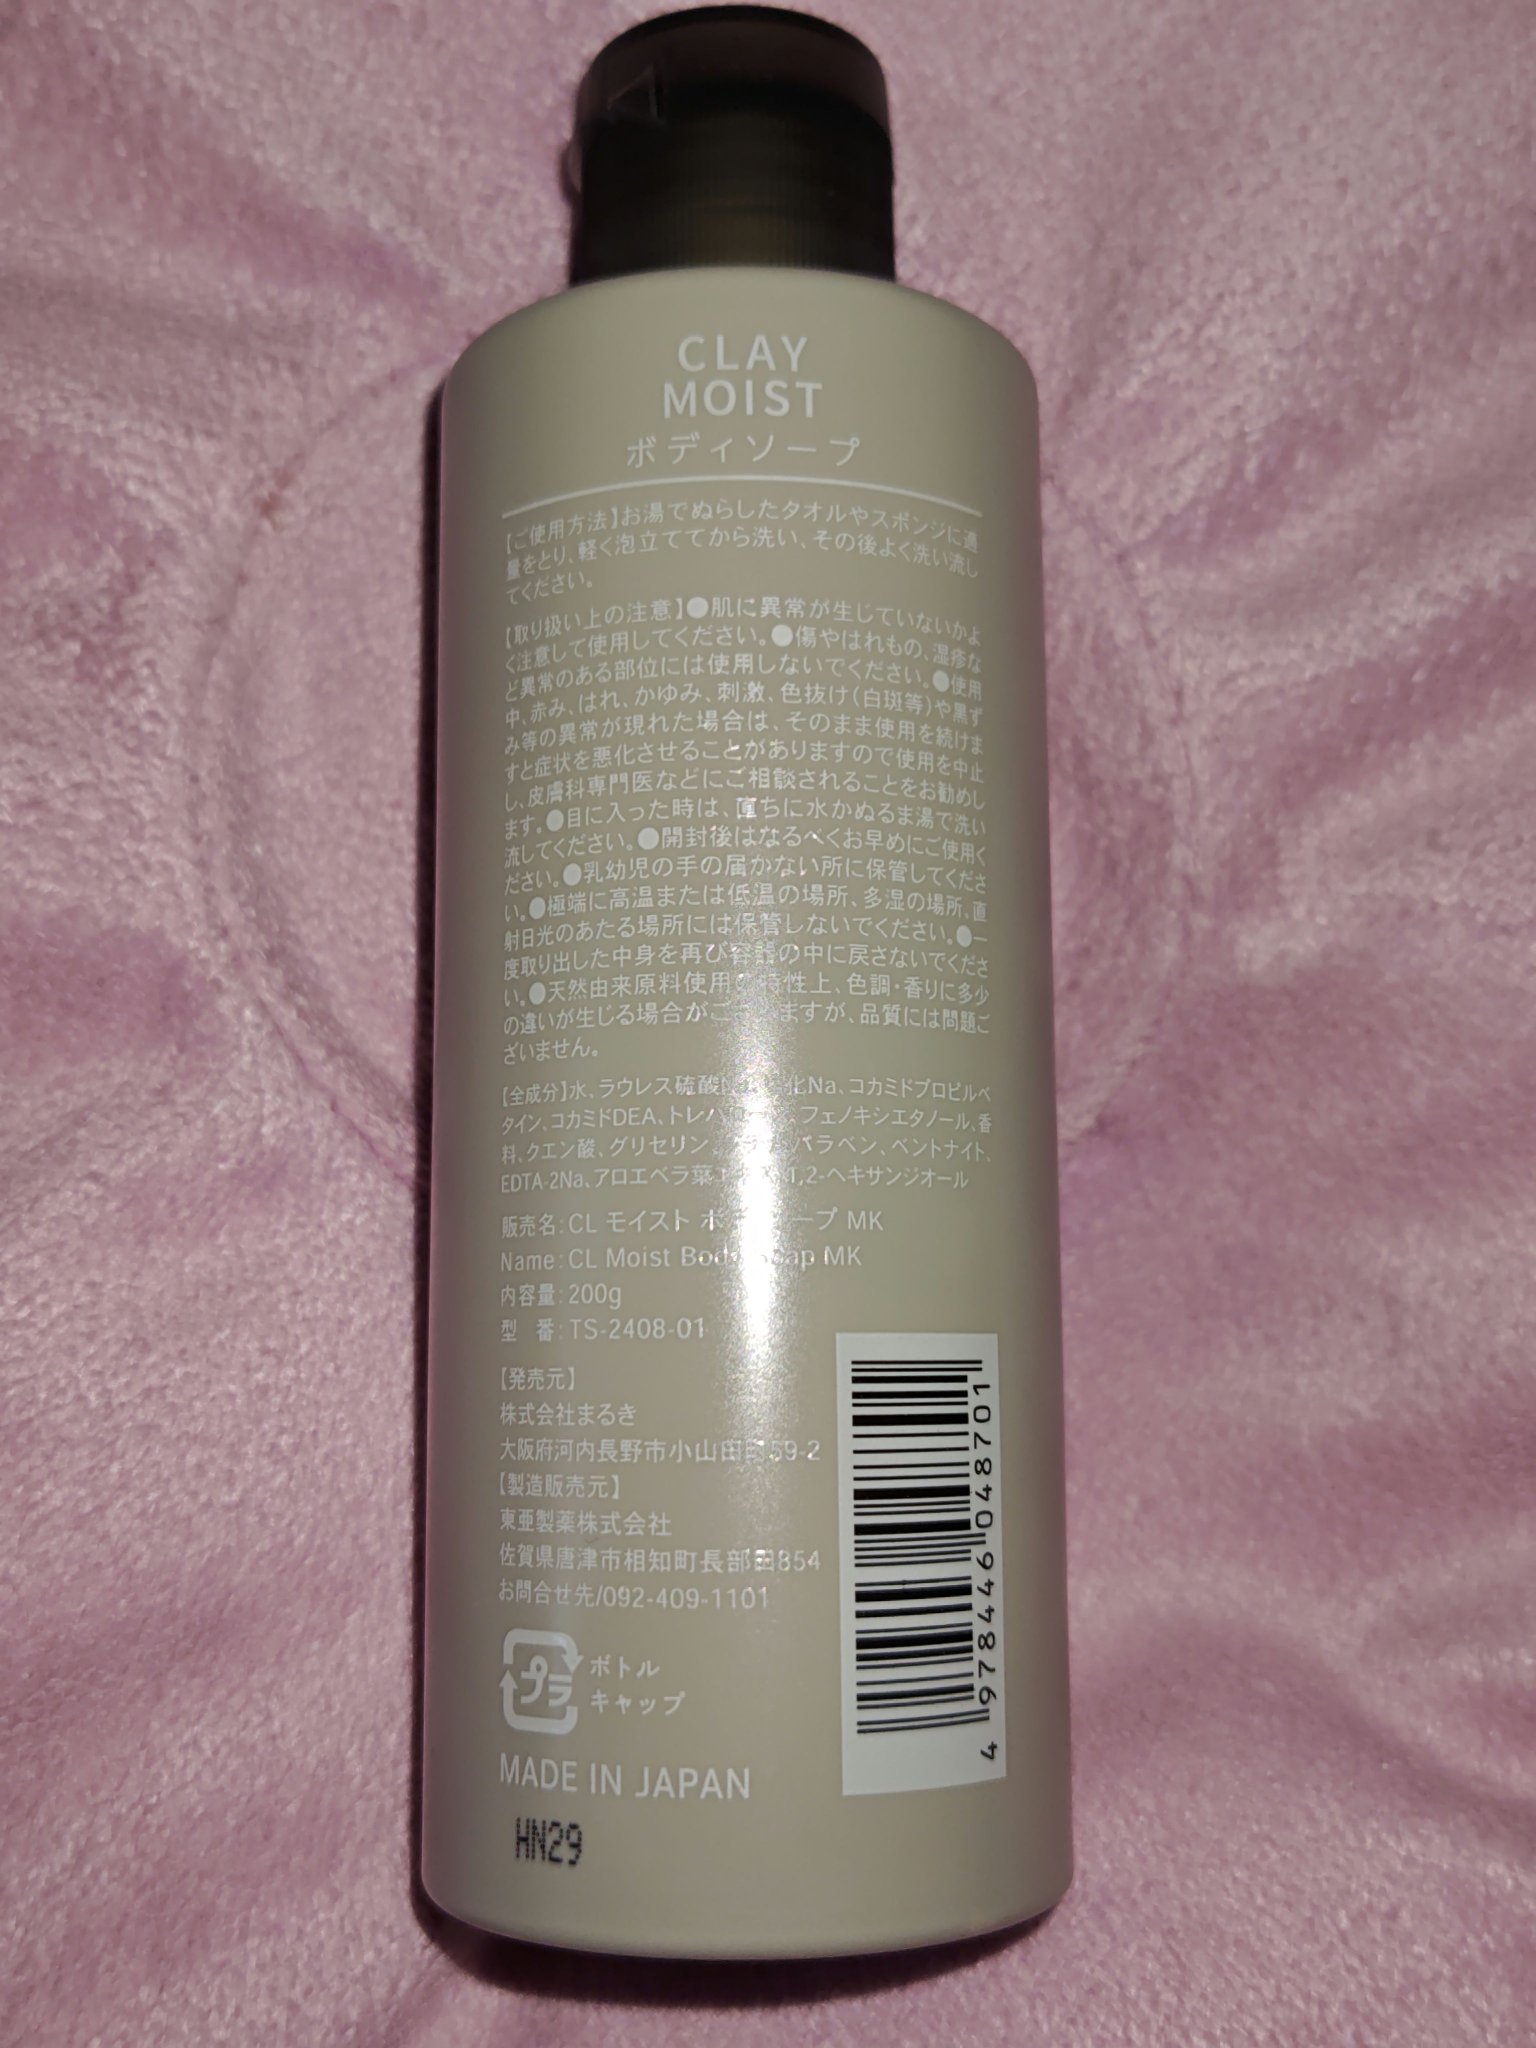 CLAY
MOIST
ボディソープ
【ご使用方法】お湯でぬらしたタオルやスポンジに適
量をとり、軽く泡立ててから洗い、その後よく洗い流し
てください。
【取り扱い上の注意】●肌に異常が生じていないかよ
く注意して使用してください。●傷やはれもの、湿疹な
ど異常のある部位には使用しないでください。●使用
中、赤み、はれ、かゆみ、刺激、色抜け(白斑等)や黒ず
み等の異常が現れた場合は、そのまま使用を続けま
すと症状を悪化させることがありますので使用を中止
し、皮膚科専門医などにご相談されることをお勧めし
ます。●目に入った時は、直ちに水かぬるま湯で洗い
流してください。●開封後はなるべくお早めにご使用く
ださい。●乳幼児の手の届かない所に保管してくださ
い。●極端に高温または低温の場所、多湿の場所、直
射日光のあたる場所には保管しないでください。●一
度取り出した中身を再び容器の中に戻さないでくださ
い。●天然由来原料使用の特性上、色調・香りに多少
の違いが生じる場合がございますが、品質には問題ご
ざいません。
【全成分】水、ラウレス硫酸 化Na、コカミドプロピルベ
タイン、コカミドDEA、トレハ フェノキシエタノール、香
料、クエン酸、グリセリン パラベン、ベントナイト、
EDTA-2Na、アロエベラ葉 1,2-ヘキサンジオール
販売名:CL モイスト ボディソープ MK
Name:CL Moist Body Soap MK
内容量:200g
型 番:TS-2408-01
【発売元】
株式会社まるき
大阪府河内長野市小山田町59-2
【製造販売元】
東亜製薬株式会社
佐賀県唐津市相知町長部田854
お問合せ先/092-409-1101
プラ
ボトル
キャップ
MADE IN JAPAN
HN29
4 978446 048701